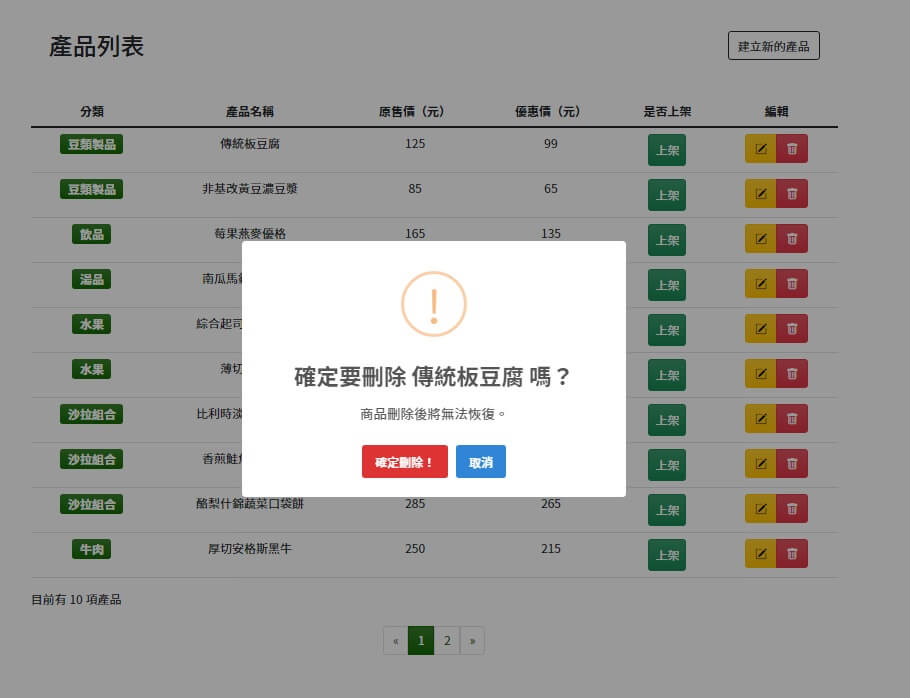 產品列表
建立新的產品
分類 產品名稱 原售價（元） 優惠價（元） 是否上架 編輯
豆類製品 傳統板豆腐 125 99 上架
豆類製品 非基改黃豆濃豆漿 85 65 上架
飲品 莓果燕麥優格 165 135 上架
湯品 南瓜馬 上架
水果 綜合起司 上架
水果 薄切 上架
沙拉組合 比利時 上架
沙拉組合 香煎鮭 上架
沙拉組合 酪梨什錦蔬菜口袋餅 285 265 上架
牛肉 厚切安格斯黑牛 250 215 上架
!
確定要刪除 傳統板豆腐 嗎？
商品刪除後將無法恢復。
確定刪除！ 取消
目前有 10 項產品
« 1 2 »